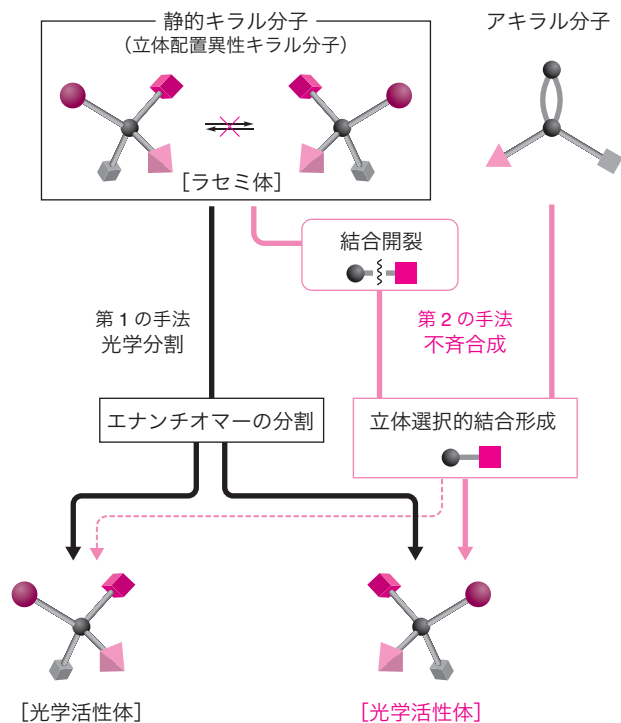 静的キラル分子
(立体配置異性キラル分子)
アキラル分子
[ラセミ体]
結合開裂
第1の手法
光学分割
第2の手法
不斉合成
エナンチオマーの分割
立体選択的結合形成
[光学活性体]
[光学活性体]